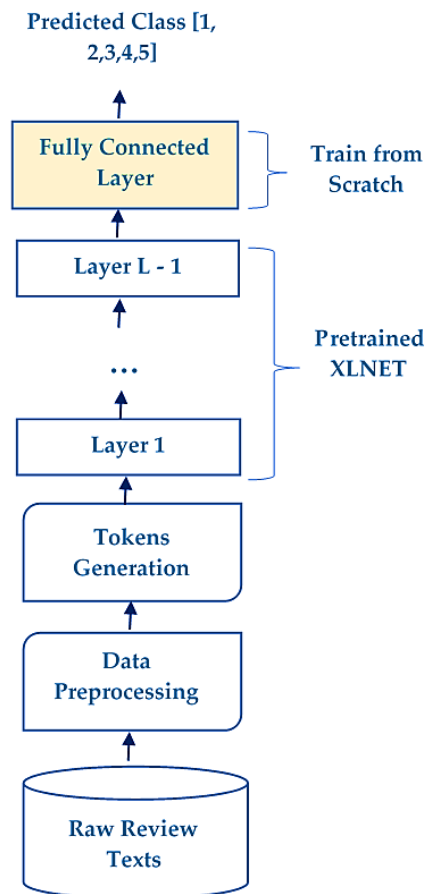 Predicted Class [1,
2,3,4,5]
Fully Connected
Layer
Train from
Scratch
Layer L - 1
...
Pretrained
XLNET
Layer 1
Tokens
Generation
Data
Preprocessing
Raw Review
Texts